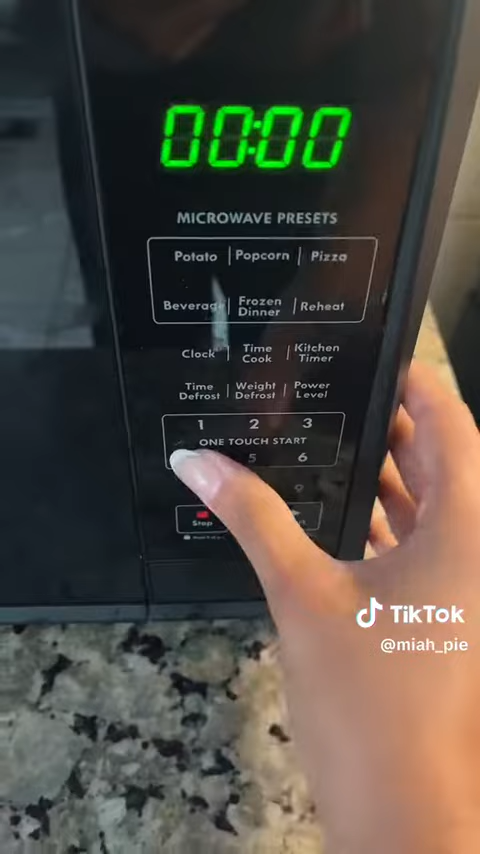 00:00
MICROWAVE PRESETS
Potato Popcorn Pizza
Beverage Frozen Dinner Reheat
Clock Time Cook Kitchen Timer
Time Defrost Weight Defrost Power Level
1 2 3
ONE TOUCH START
5 6
9
Stop
TikTok
@miah_pie